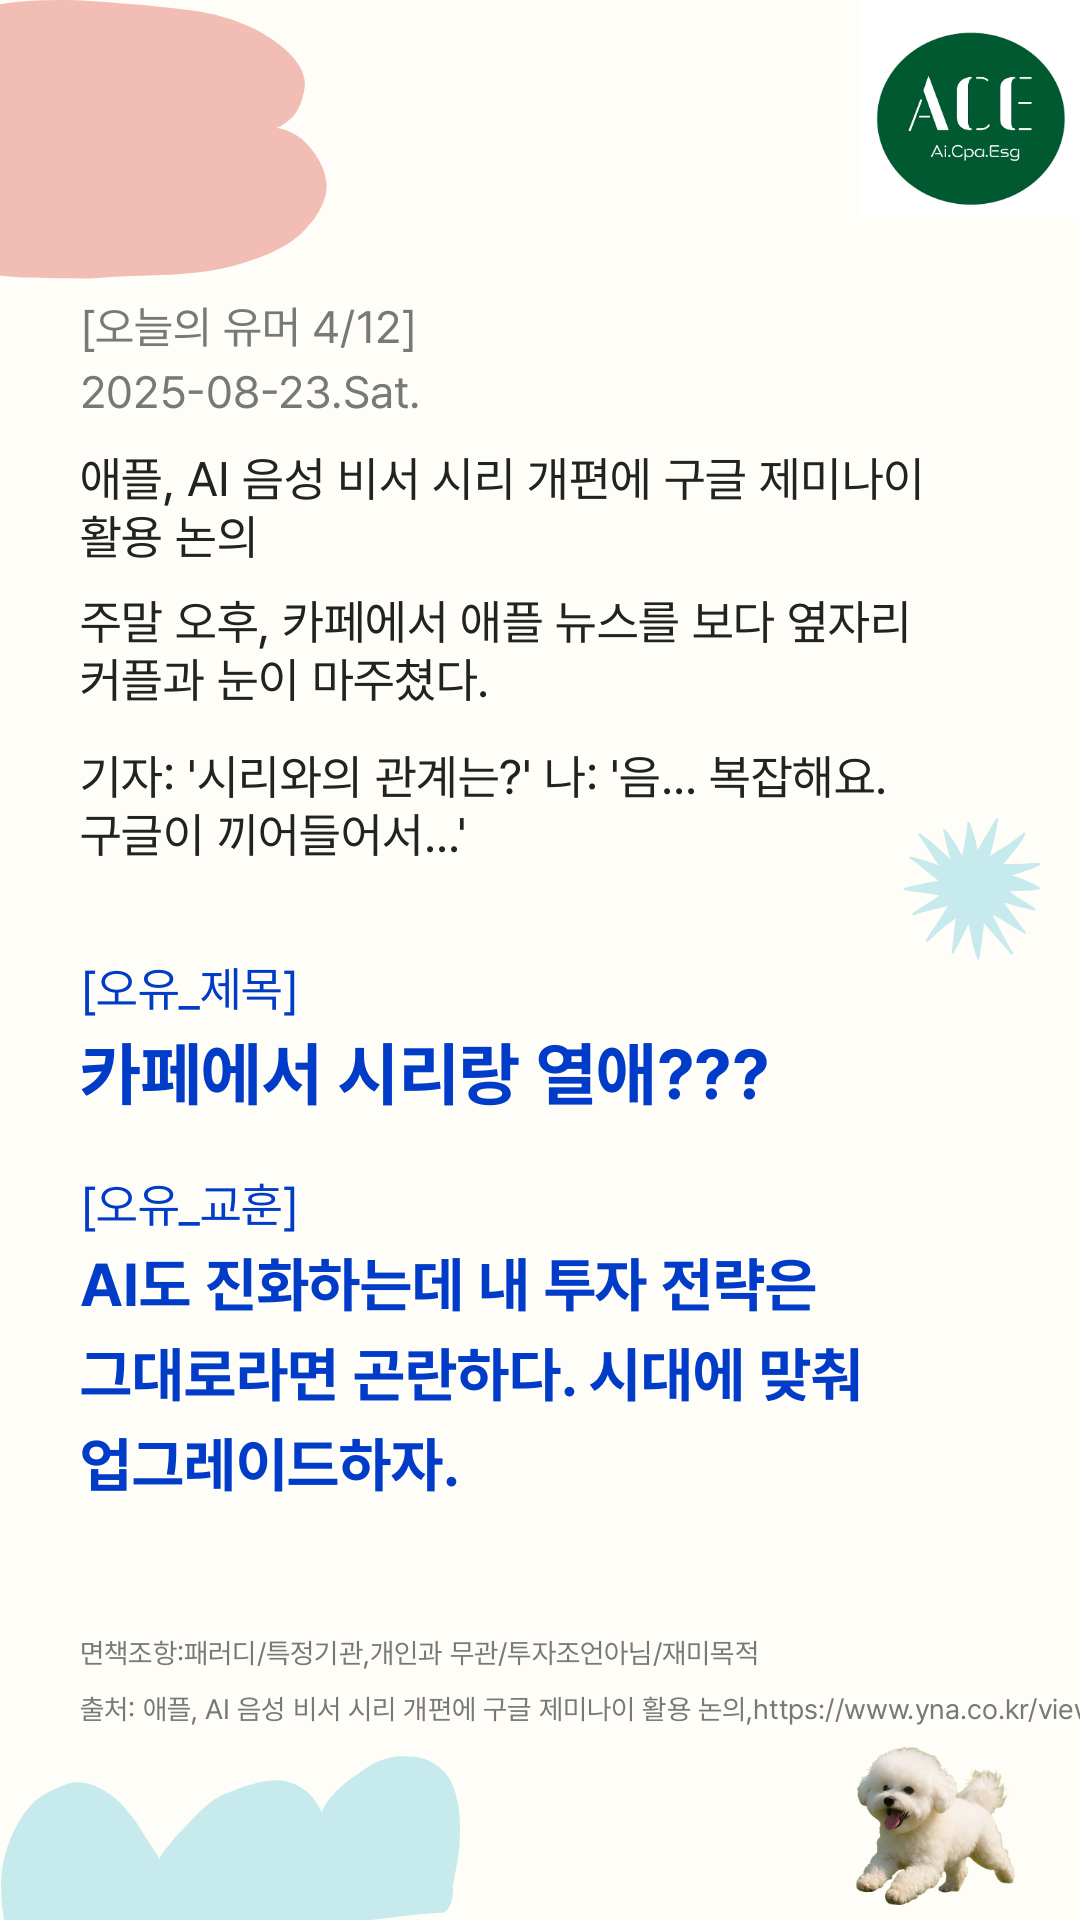 ACE
Ai.Cpa.Esg
[오늘의 유머 4/12]
2025-08-23.Sat.
애플, AI 음성 비서 시리 개편에 구글 제미나이
활용 논의
주말 오후, 카페에서 애플 뉴스를 보다 옆자리
커플과 눈이 마주쳤다.
기자: '시리와의 관계는?' 나: '음... 복잡해요.
구글이 끼어들어서...'
[오유_제목]
카페에서 시리랑 열애???
[오유_교훈]
AI도 진화하는데 내 투자 전략은
그대로라면 곤란하다. 시대에 맞춰
업그레이드하자.
면책조항:패러디/특정기관,개인과 무관/투자조언아님/재미목적
출처: 애플, AI 음성 비서 시리 개편에 구글 제미나이 활용 논의,https://www.yna.co.kr/view